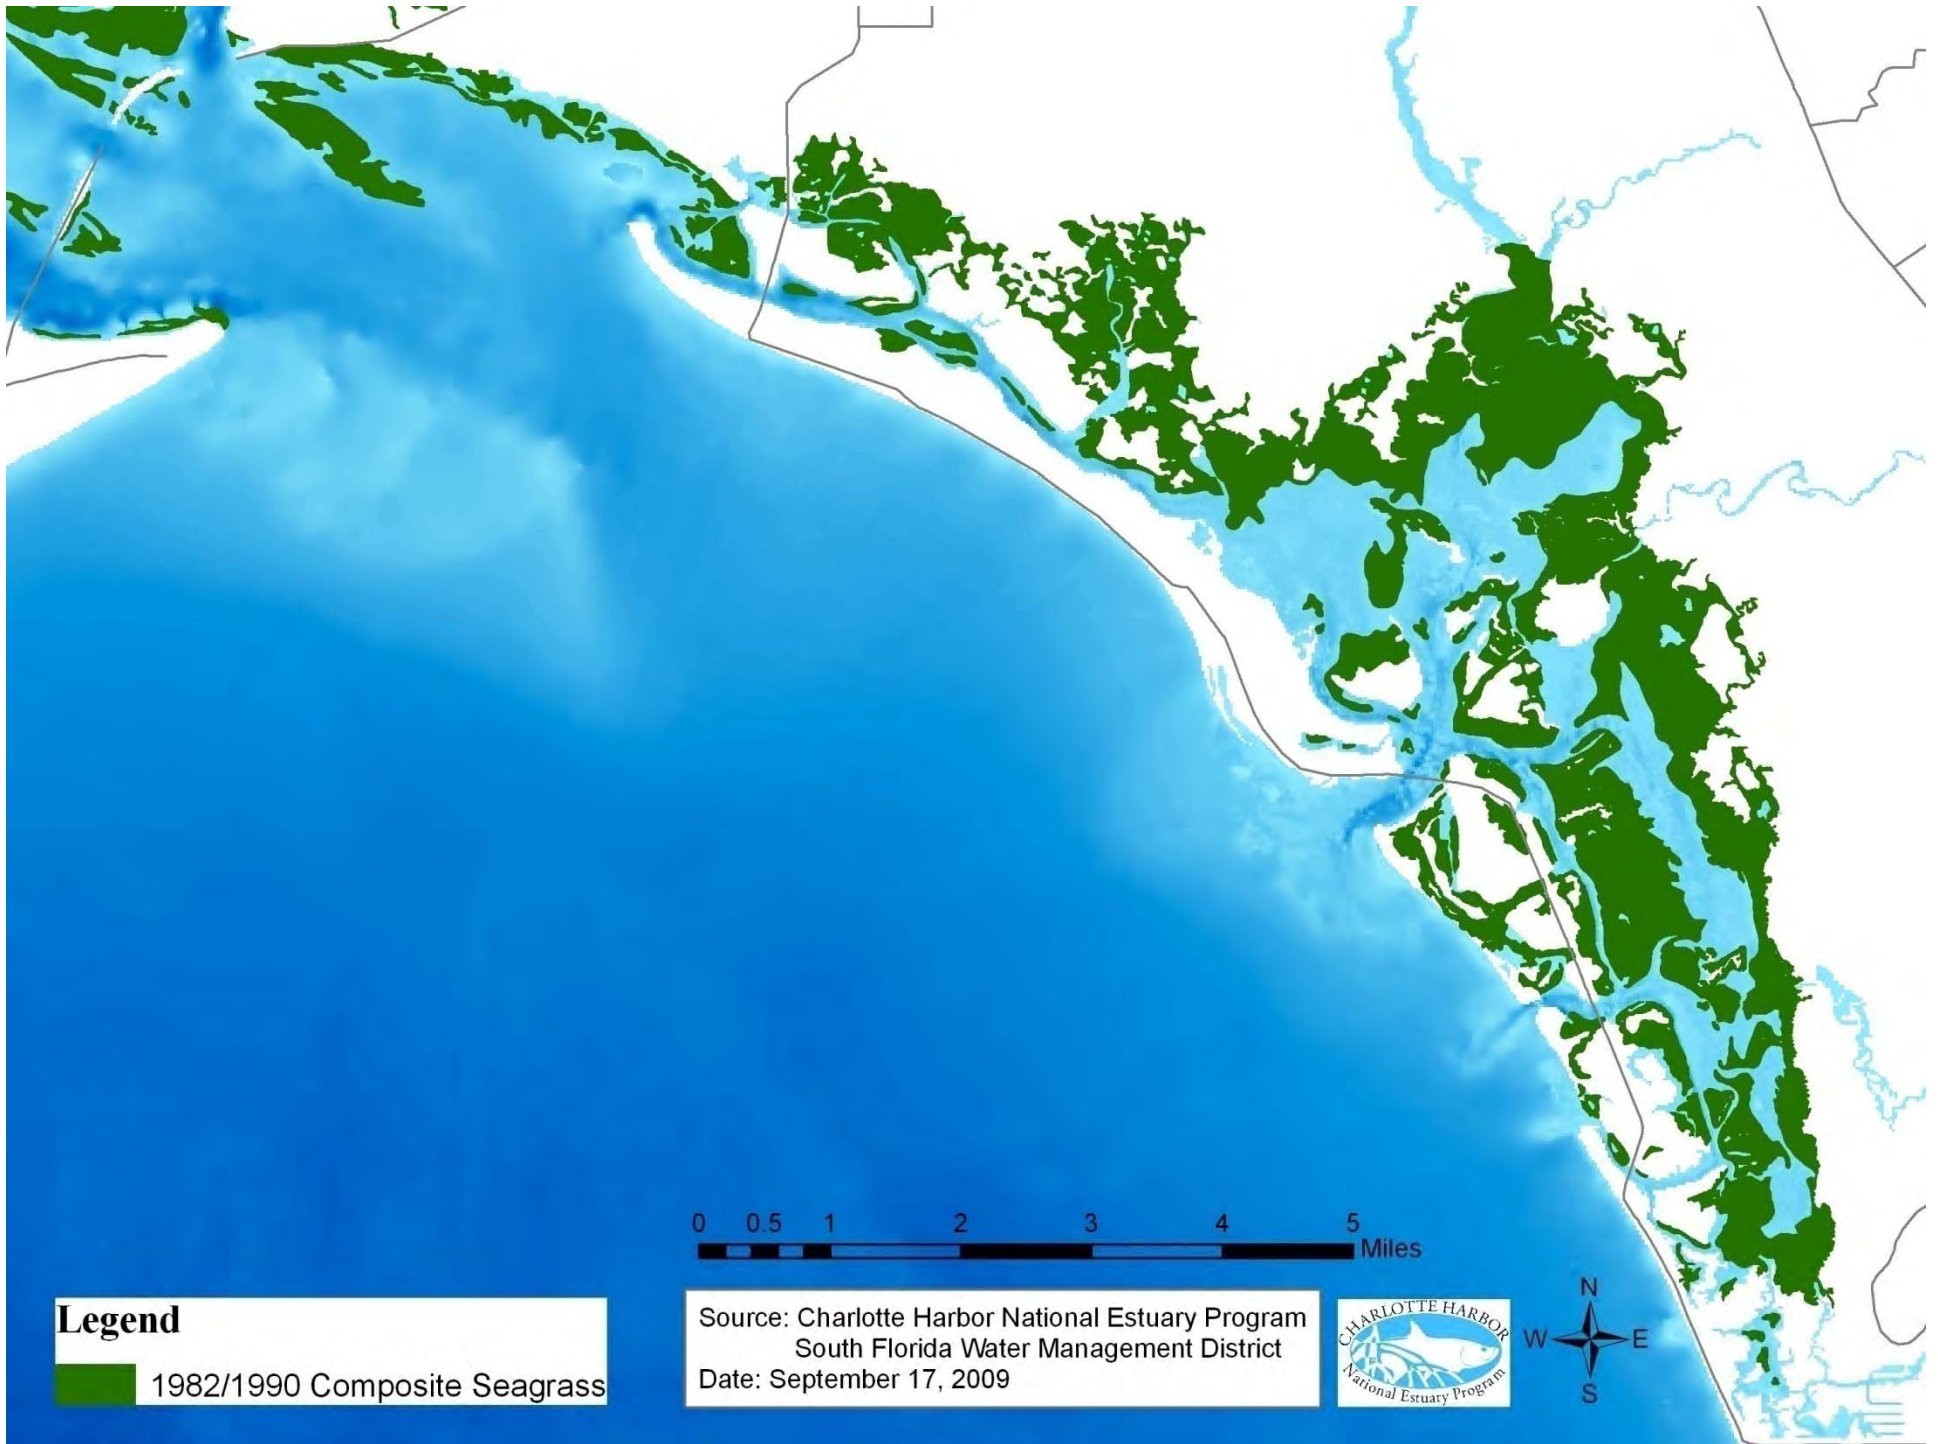 0 0.5 1 2 3 4 5
Miles
Legend
1982/1990 Composite Seagrass
Source: Charlotte Harbor National Estuary Program
South Florida Water Management District
Date: September 17, 2009
CHARLOTTE HARBOR
National Estuary Program
N
W E
S